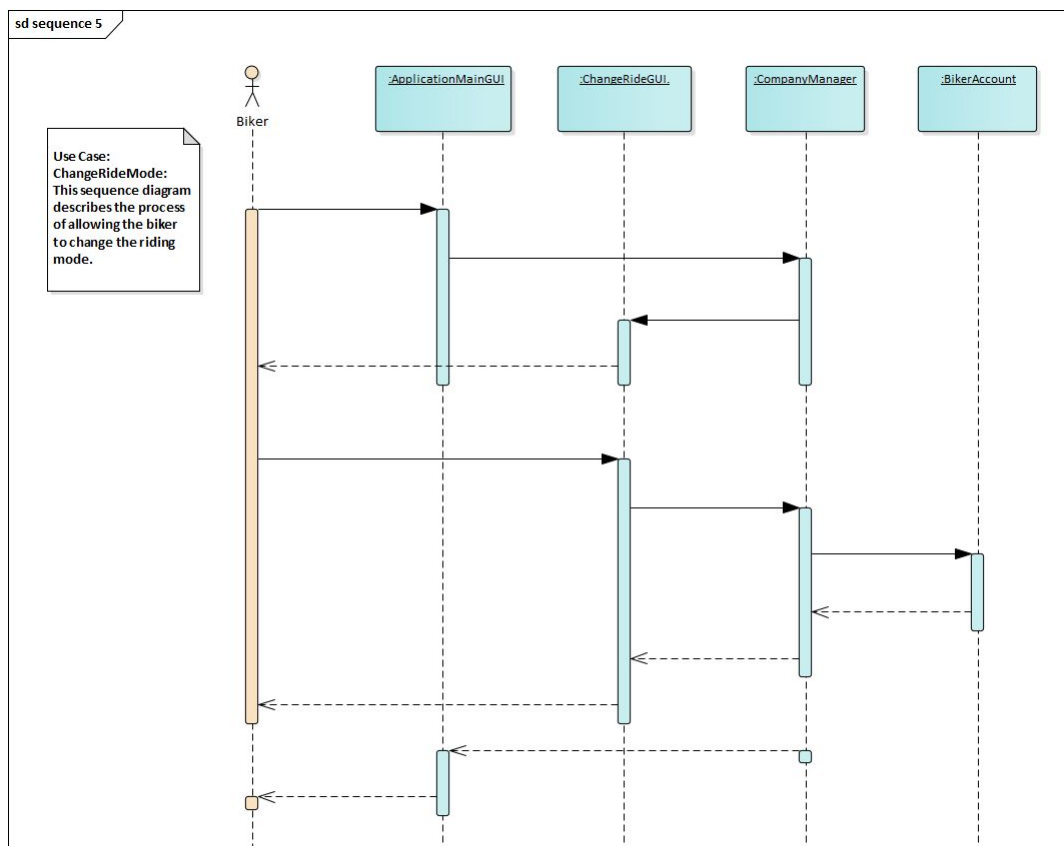 sd sequence 5
:ApplicationMainGUI
:ChangeRideGUI.
:CompanyManager
:BikerAccount
Biker
Use Case:
ChangeRideMode:
This sequence diagram
describes the process
of allowing the biker
to change the riding
mode.